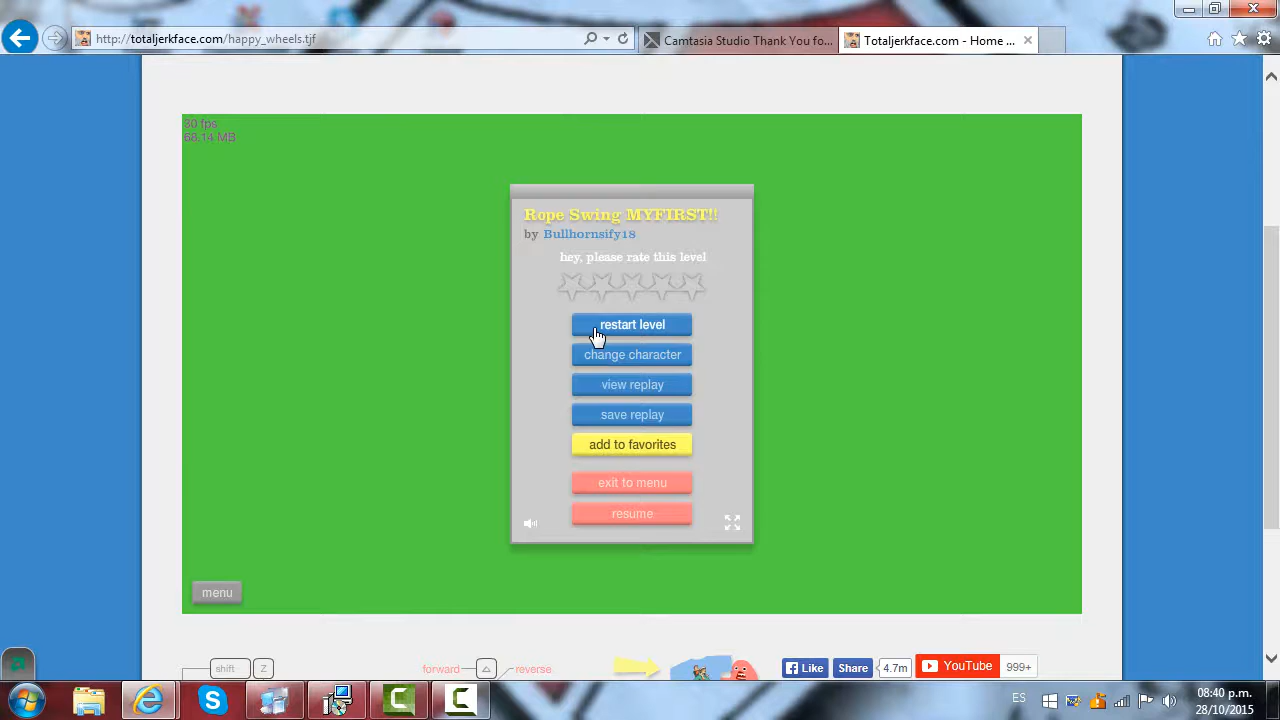 http://totaljerkface.com/happy_wheels.tjf
Camtasia Studio Thank You fo...
Totaljerkface.com - Home ...
30 fps
68.14 MB
Rope Swing MYFIRST!!
by Bullhornsify18
hey, please rate this level
restart level
change character
view replay
save replay
add to favorites
exit to menu
resume
menu
shift Z
forward reverse
Like Share 4.7m YouTube 999+
ES
08:40 p.m.
28/10/2015